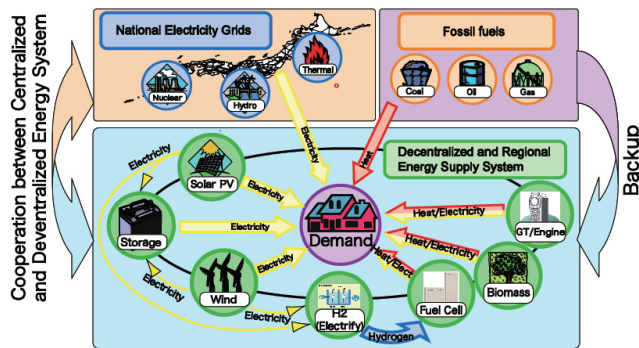 Cooperation between Centralized
and Deventralized Energy System
National Electricity Grids
Nuclear
Hydro
Thermal
Fossil fuels
Coal
Oil
Gas
Backup
Electricity
Heat
Decentralized and Regional
Energy Supply System
Electricity
Solar PV
Electricity
Storage
Electricity
Demand
Heat/Electricity
GT/Engine
Electricity
Wind
Electricity
Heat/Electricity
Biomass
Heat/Elect
Fuel Cell
H2
(Electrify)
Electricity
Hydrogen